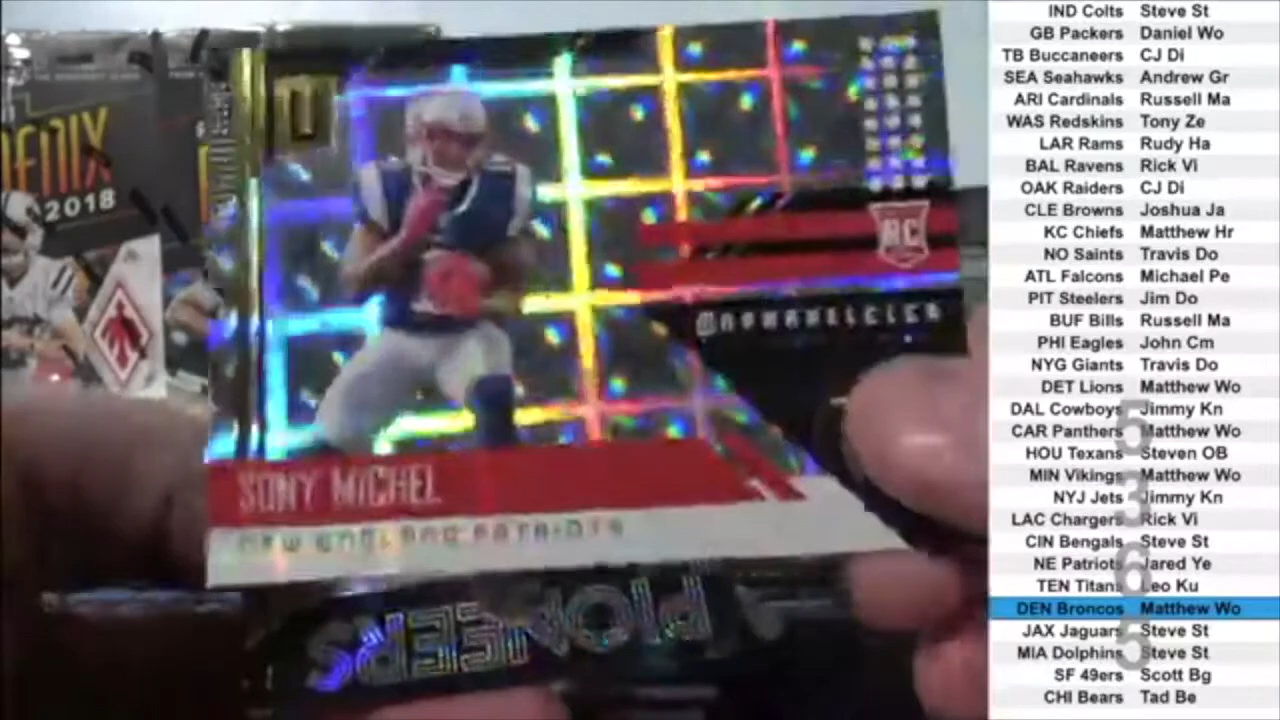 2018
RC
SONY MICHEL
NEW ENGLAND PATRIOTS
PIONEERS
IND Colts Steve St
GB Packers Daniel Wo
TB Buccaneers CJ Di
SEA Seahawks Andrew Gr
ARI Cardinals Russell Ma
WAS Redskins Tony Ze
LAR Rams Rudy Ha
BAL Ravens Rick Vi
OAK Raiders CJ Di
CLE Browns Joshua Ja
KC Chiefs Matthew Hr
NO Saints Travis Do
ATL Falcons Michael Pe
PIT Steelers Jim Do
BUF Bills Russell Ma
PHI Eagles John Cm
NYG Giants Travis Do
DET Lions Matthew Wo
DAL Cowboys Jimmy Kn
CAR Panthers Matthew Wo
HOU Texans Steven OB
MIN Vikings Matthew Wo
NYJ Jets Jimmy Kn
LAC Chargers Rick Vi
CIN Bengals Steve St
NE Patriots Jared Ye
TEN Titans Leo Ku
DEN Broncos Matthew Wo
JAX Jaguars Steve St
MIA Dolphins Steve St
SF 49ers Scott Bg
CHI Bears Tad Be